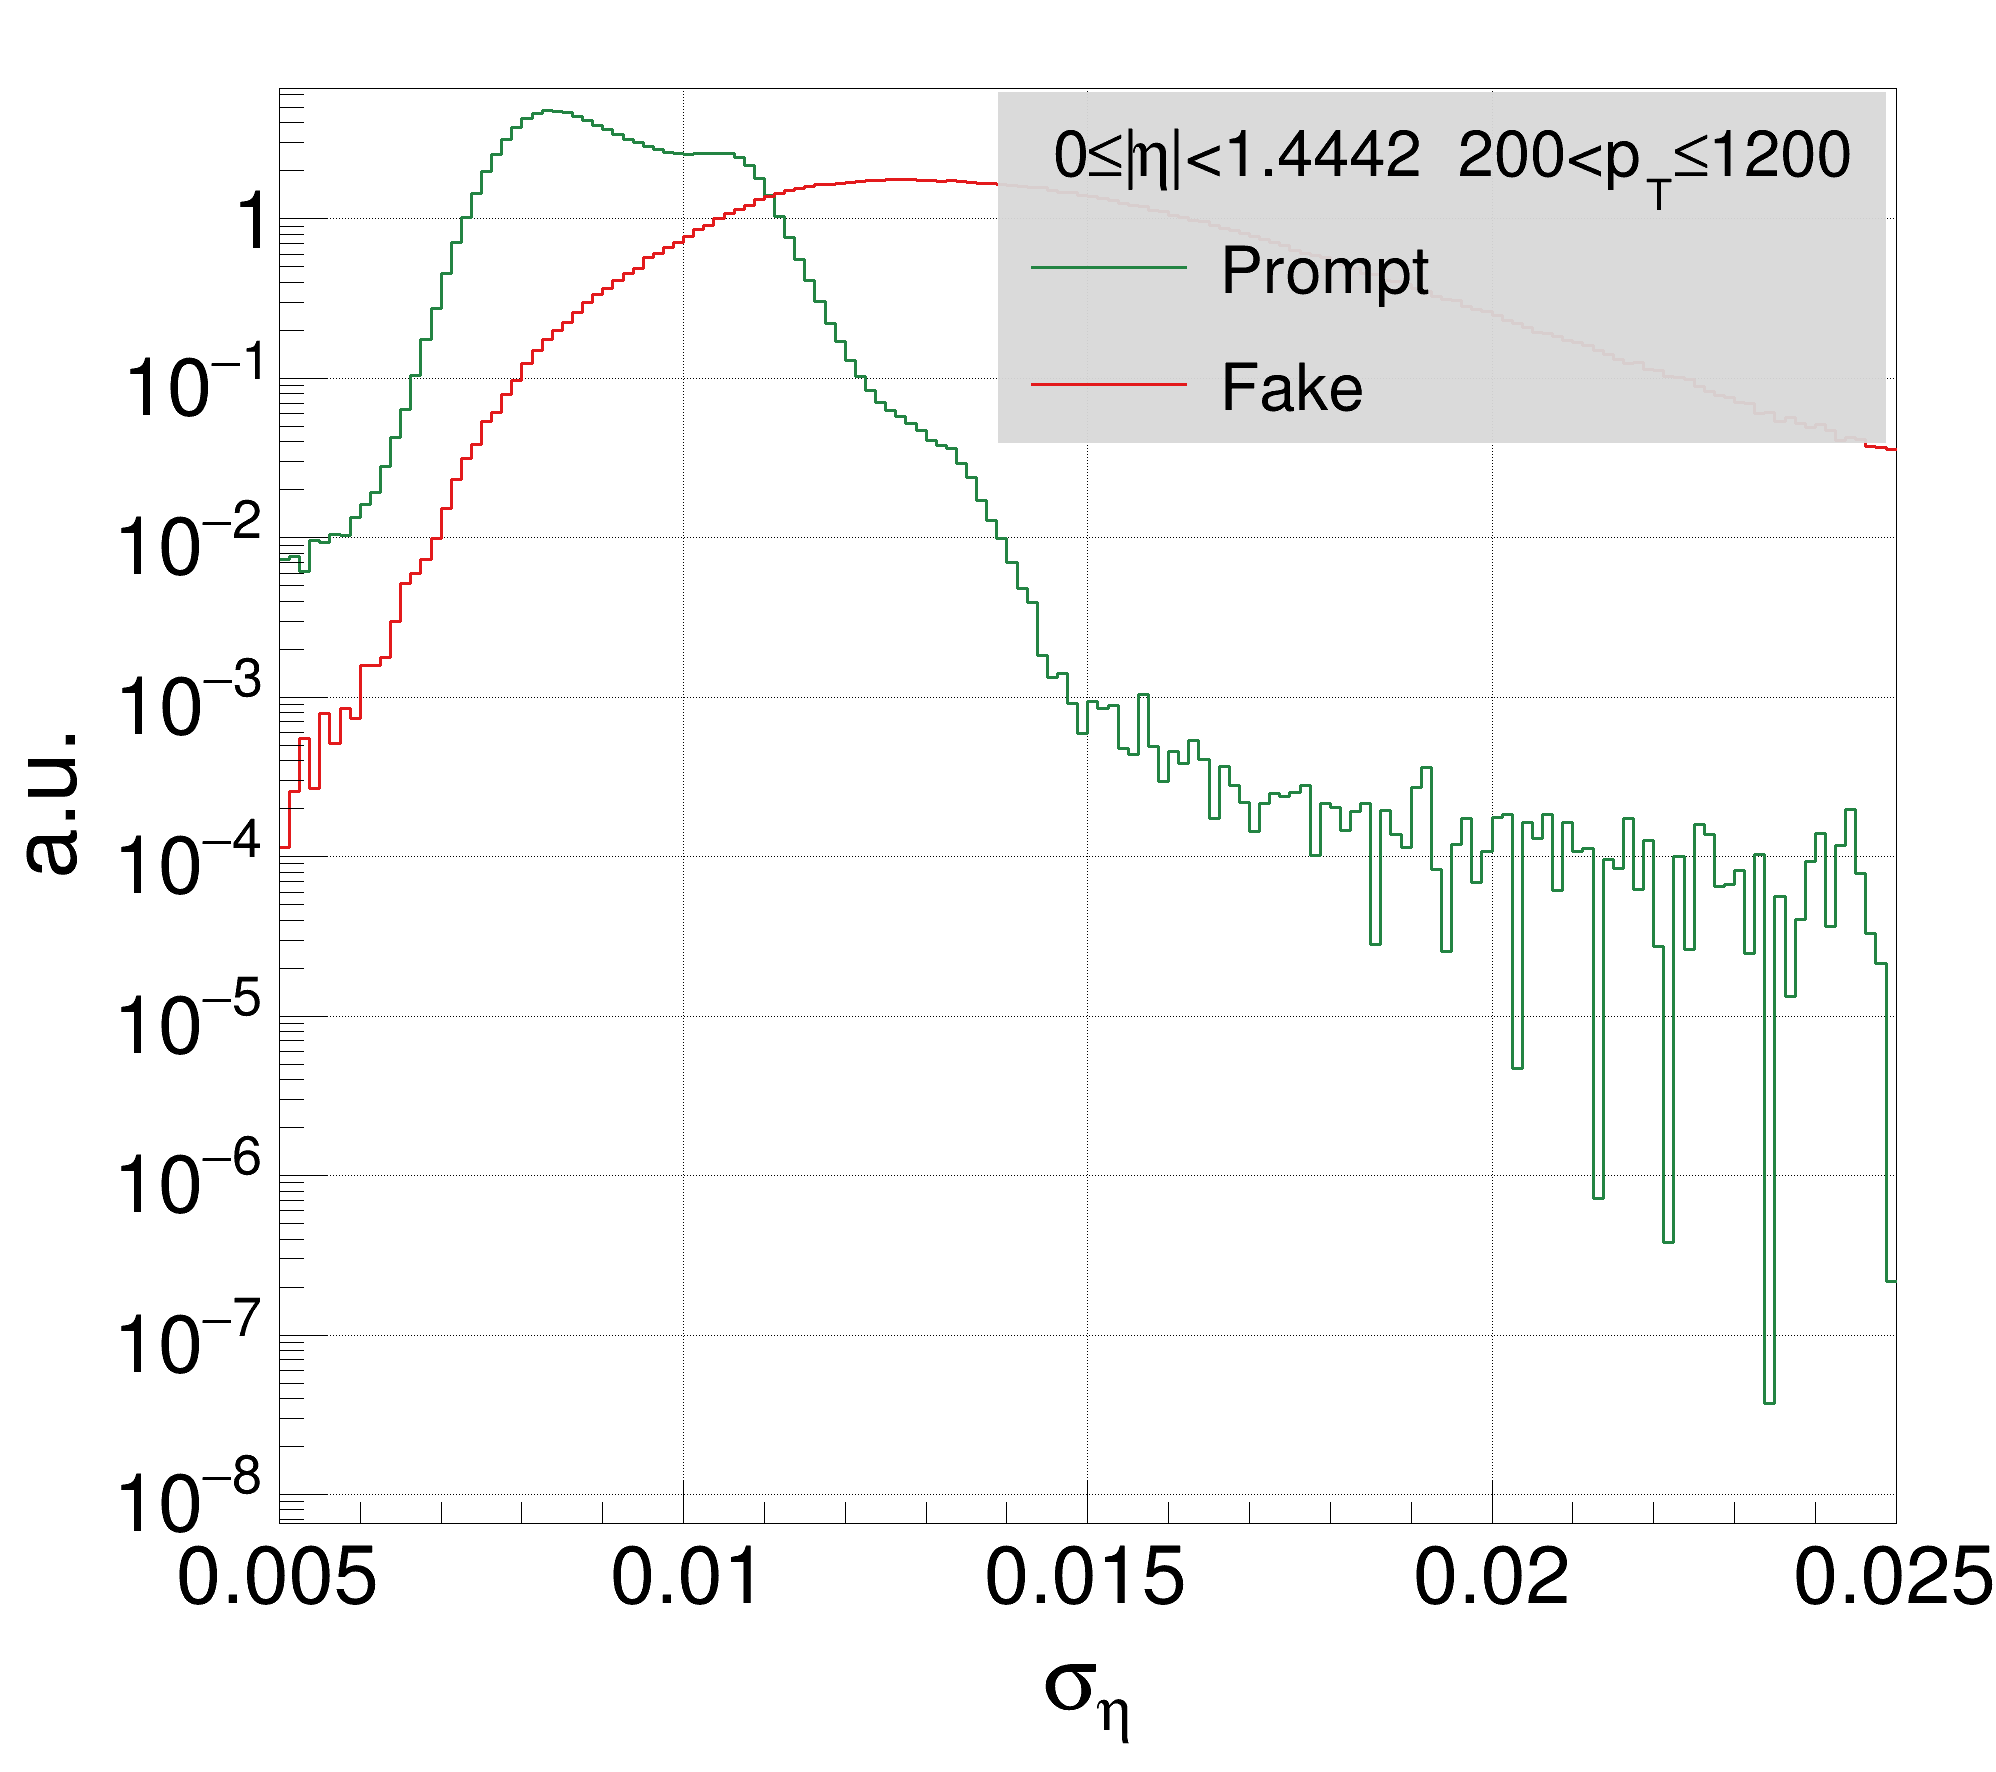 0≤|η|<1.4442 200<p_T≤1200
Prompt
Fake
1
10⁻¹
10⁻²
10⁻³
10⁻⁴
10⁻⁵
10⁻⁶
10⁻⁷
10⁻⁸
a.u.
0.005 0.01 0.015 0.02 0.025
σ_η